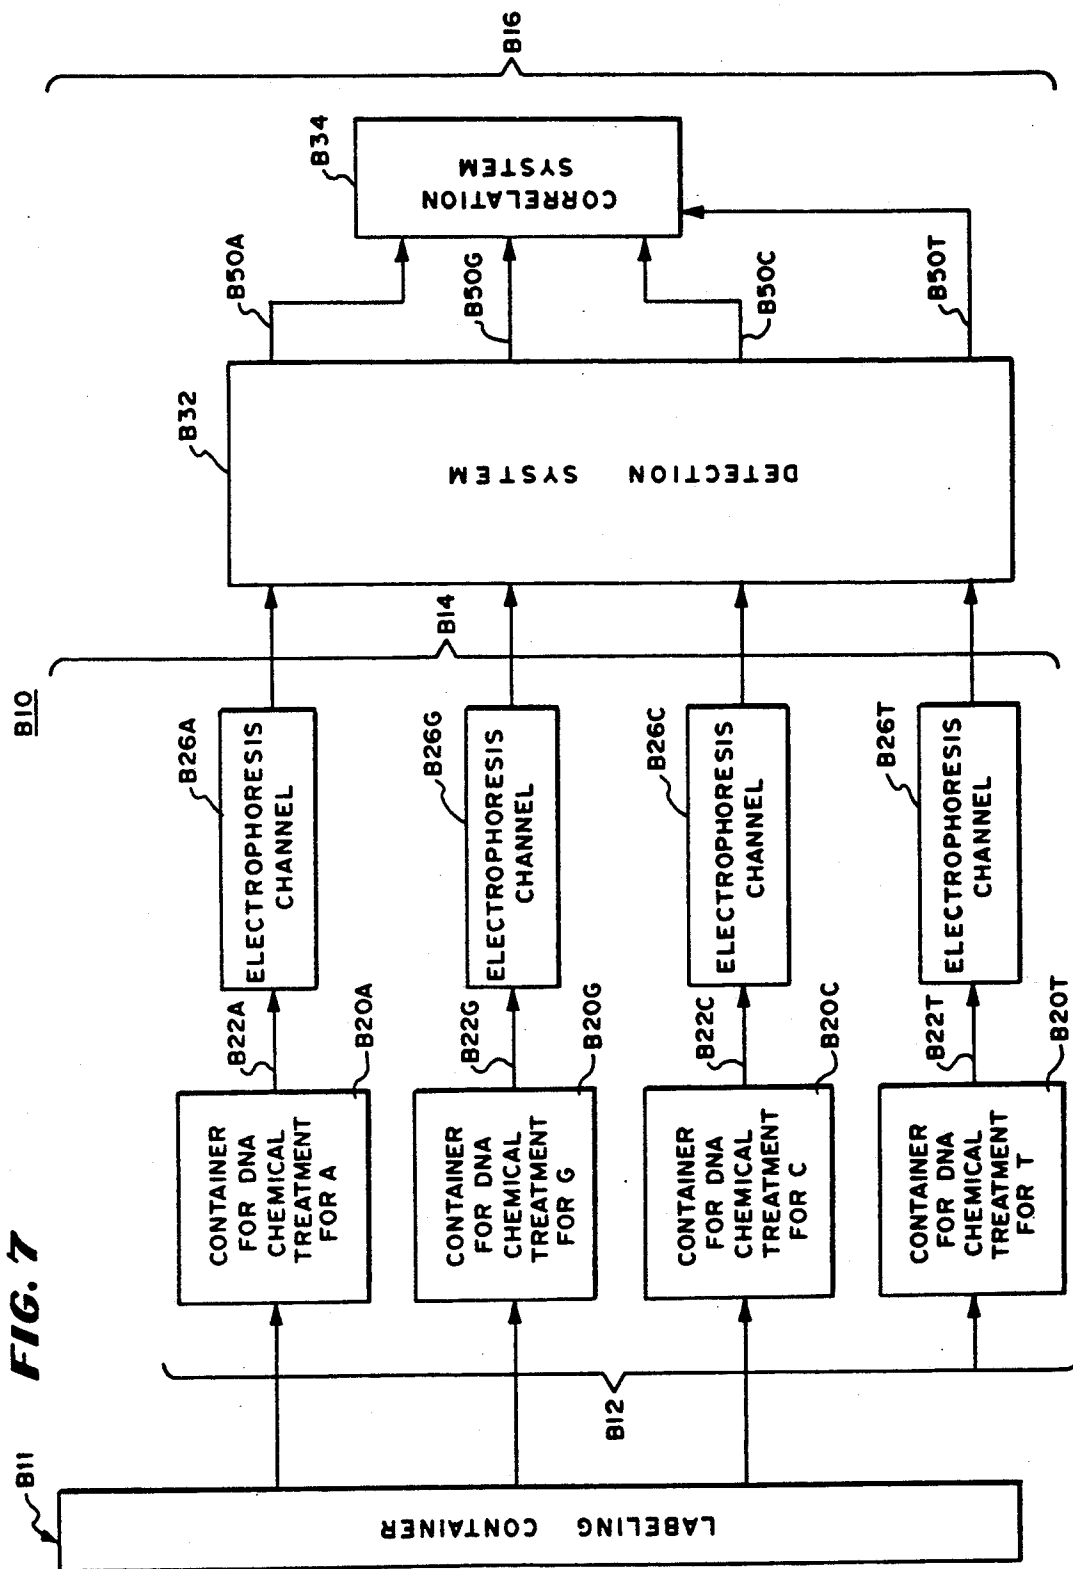 FIG. 7
B10
B11
LABELING CONTAINER
B12
CONTAINER
FOR DNA
CHEMICAL
TREATMENT
FOR A
B20A
B22A
ELECTROPHORESIS
CHANNEL
B26A
CONTAINER
FOR DNA
CHEMICAL
TREATMENT
FOR G
B20G
B22G
ELECTROPHORESIS
CHANNEL
B26G
CONTAINER
FOR DNA
CHEMICAL
TREATMENT
FOR C
B20C
B22C
ELECTROPHORESIS
CHANNEL
B26C
CONTAINER
FOR DNA
CHEMICAL
TREATMENT
FOR T
B20T
B22T
ELECTROPHORESIS
CHANNEL
B26T
B14
B32
DETECTION SYSTEM
B50A
B50G
B50C
B50T
B34
CORRELATION
SYSTEM
B16